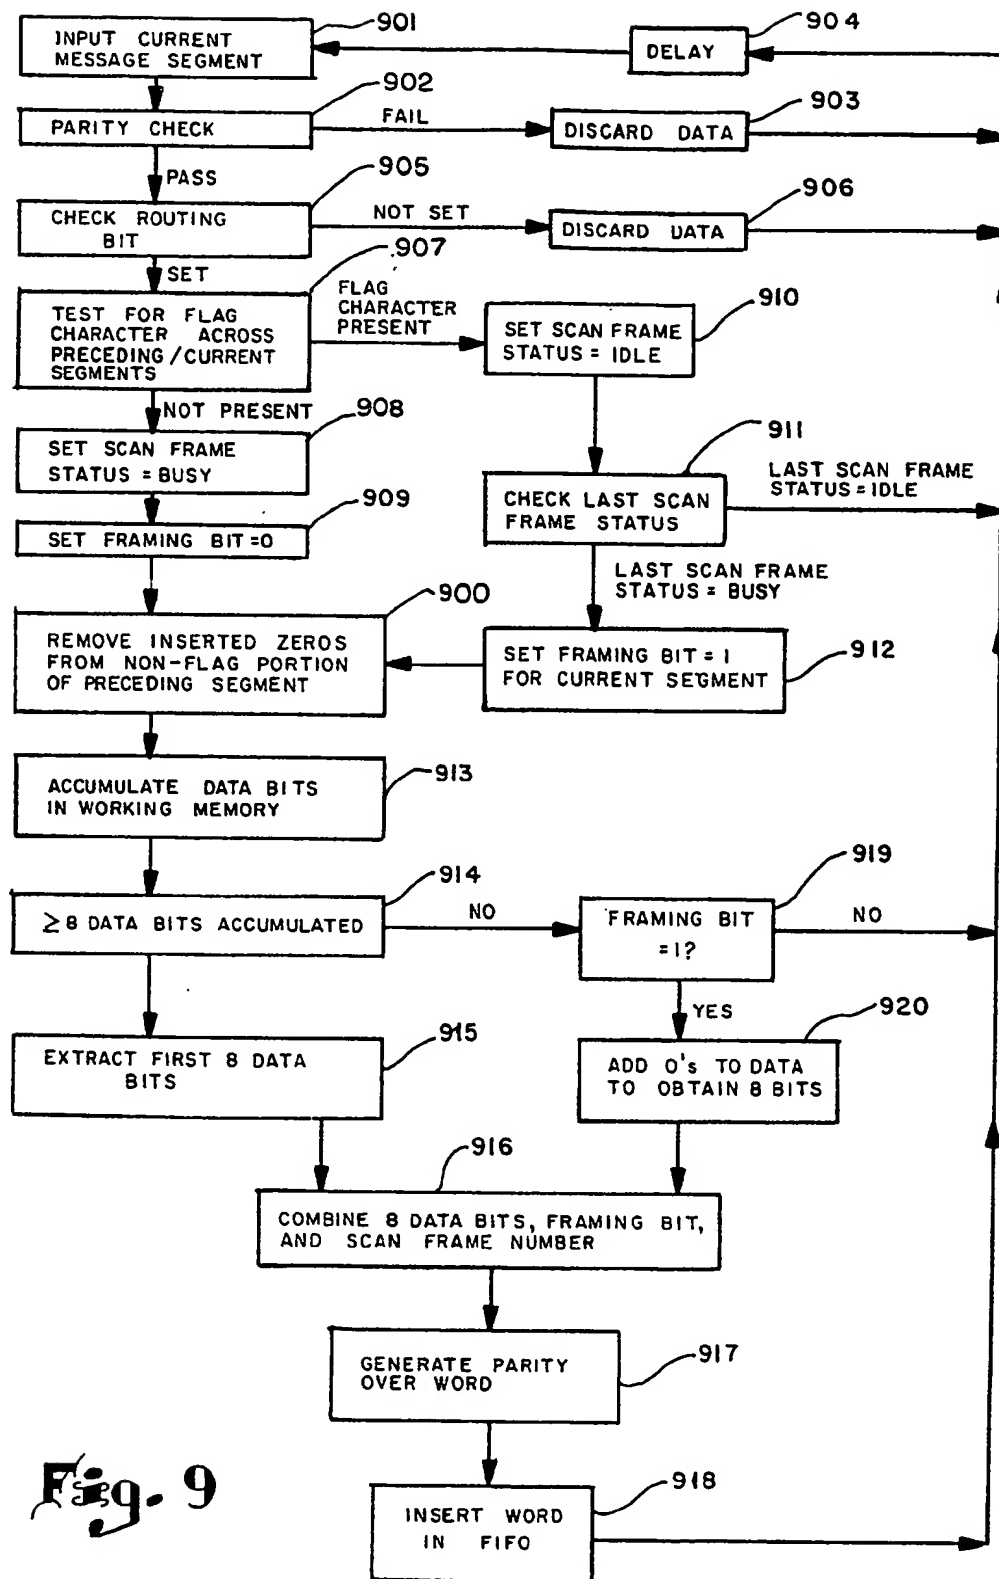 901
INPUT CURRENT
MESSAGE SEGMENT
904
DELAY
902
PARITY CHECK
FAIL
903
DISCARD DATA
PASS
905
CHECK ROUTING
BIT
NOT SET
906
DISCARD DATA
SET
907
TEST FOR FLAG
CHARACTER ACROSS
PRECEDING/CURRENT
SEGMENTS
FLAG
CHARACTER
PRESENT
910
SET SCAN FRAME
STATUS = IDLE
NOT PRESENT
908
SET SCAN FRAME
STATUS = BUSY
911
CHECK LAST SCAN
FRAME STATUS
LAST SCAN FRAME
STATUS = IDLE
909
SET FRAMING BIT = 0
LAST SCAN FRAME
STATUS = BUSY
900
REMOVE INSERTED ZEROS
FROM NON-FLAG PORTION
OF PRECEDING SEGMENT
912
SET FRAMING BIT = 1
FOR CURRENT SEGMENT
913
ACCUMULATE DATA BITS
IN WORKING MEMORY
914
≥ 8 DATA BITS ACCUMULATED
NO
919
FRAMING BIT
= 1?
NO
YES
915
EXTRACT FIRST 8 DATA
BITS
920
ADD O's TO DATA
TO OBTAIN 8 BITS
916
COMBINE 8 DATA BITS, FRAMING BIT,
AND SCAN FRAME NUMBER
917
GENERATE PARITY
OVER WORD
918
INSERT WORD
IN FIFO
Fig. 9